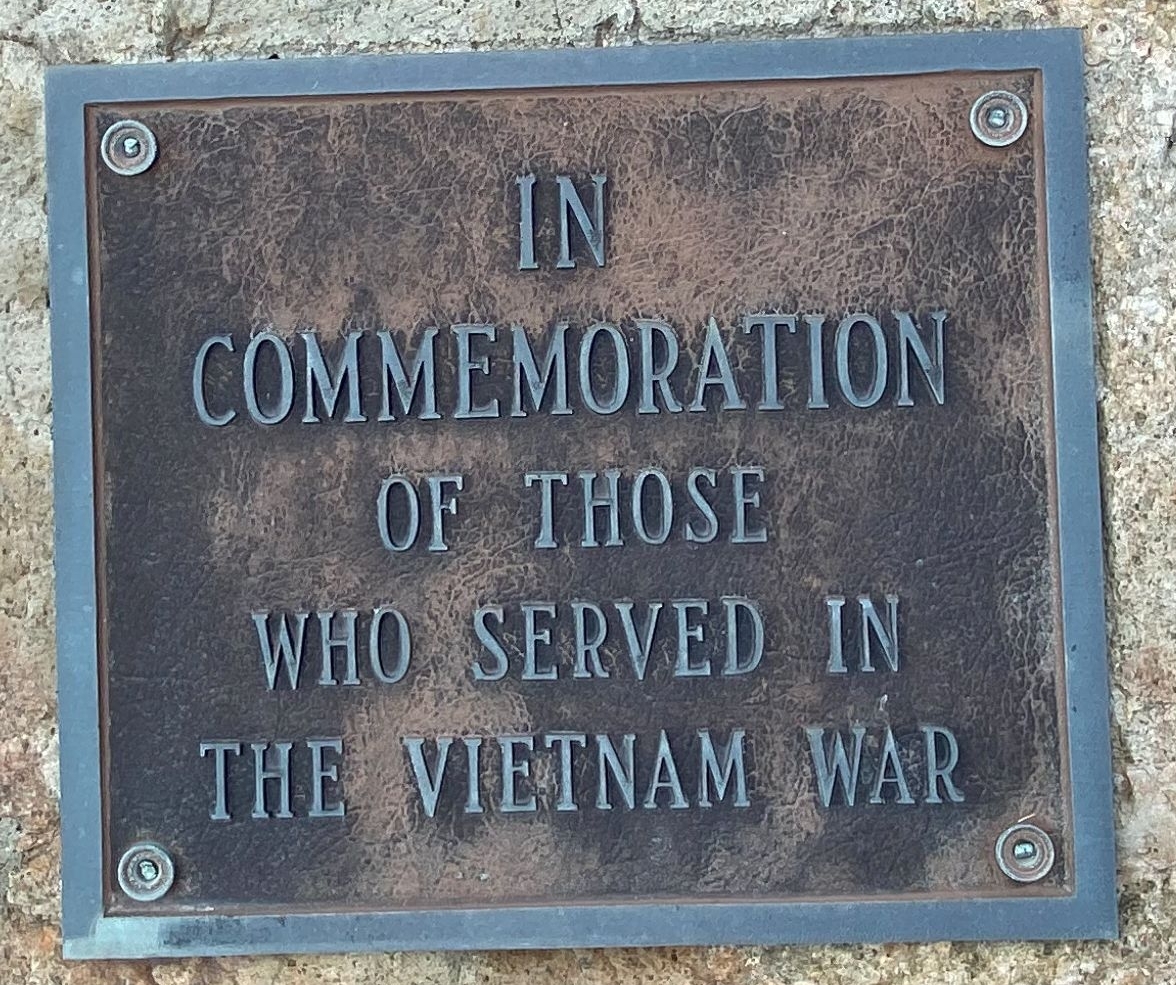 IN
COMMEMORATION
OF THOSE
WHO SERVED IN
THE VIETNAM WAR